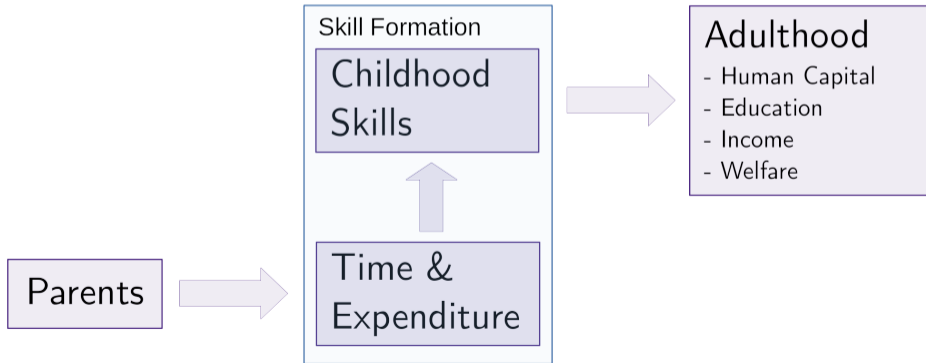 Skill Formation
Childhood
Skills
Adulthood
- Human Capital
- Education
- Income
- Welfare
Parents
Time &
Expenditure